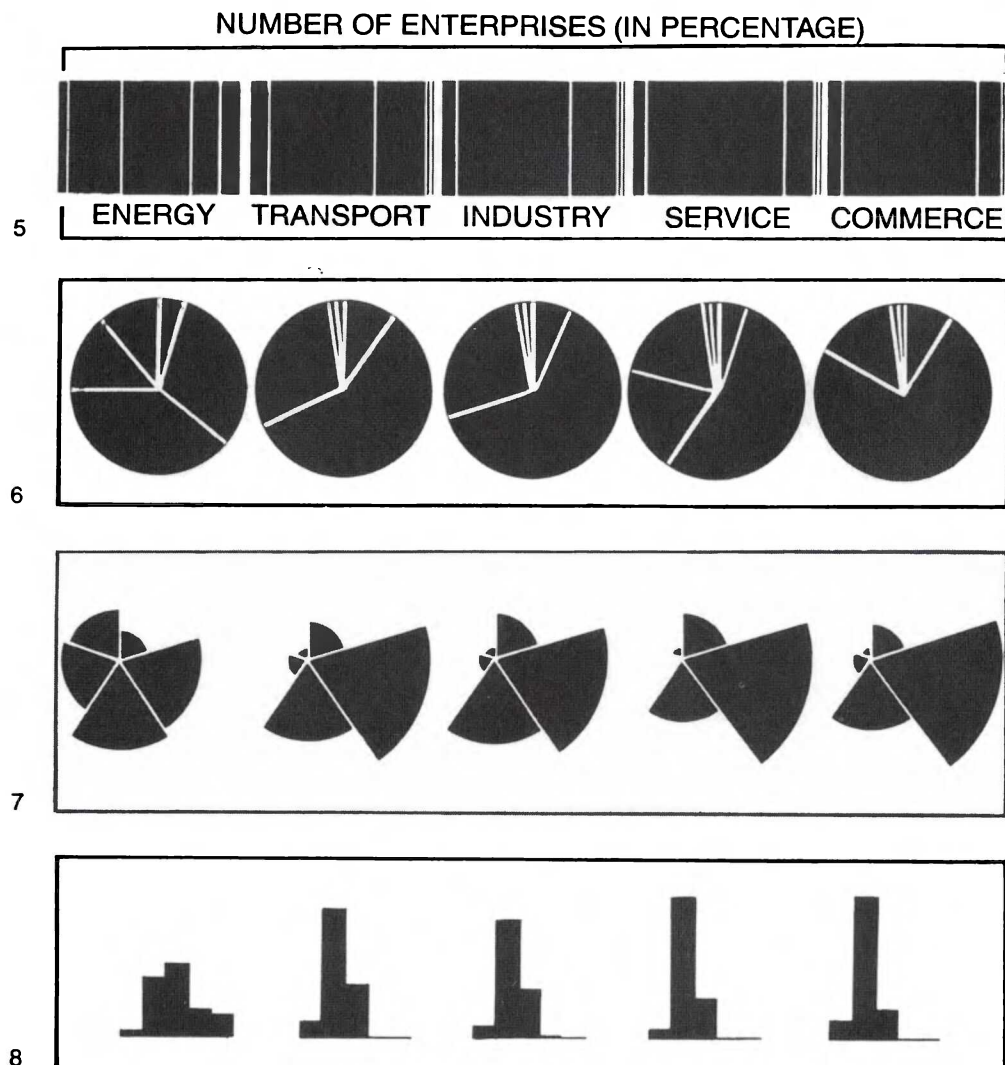 NUMBER OF ENTERPRISES (IN PERCENTAGE)
ENERGY TRANSPORT INDUSTRY SERVICE COMMERCE
5
6
7
8